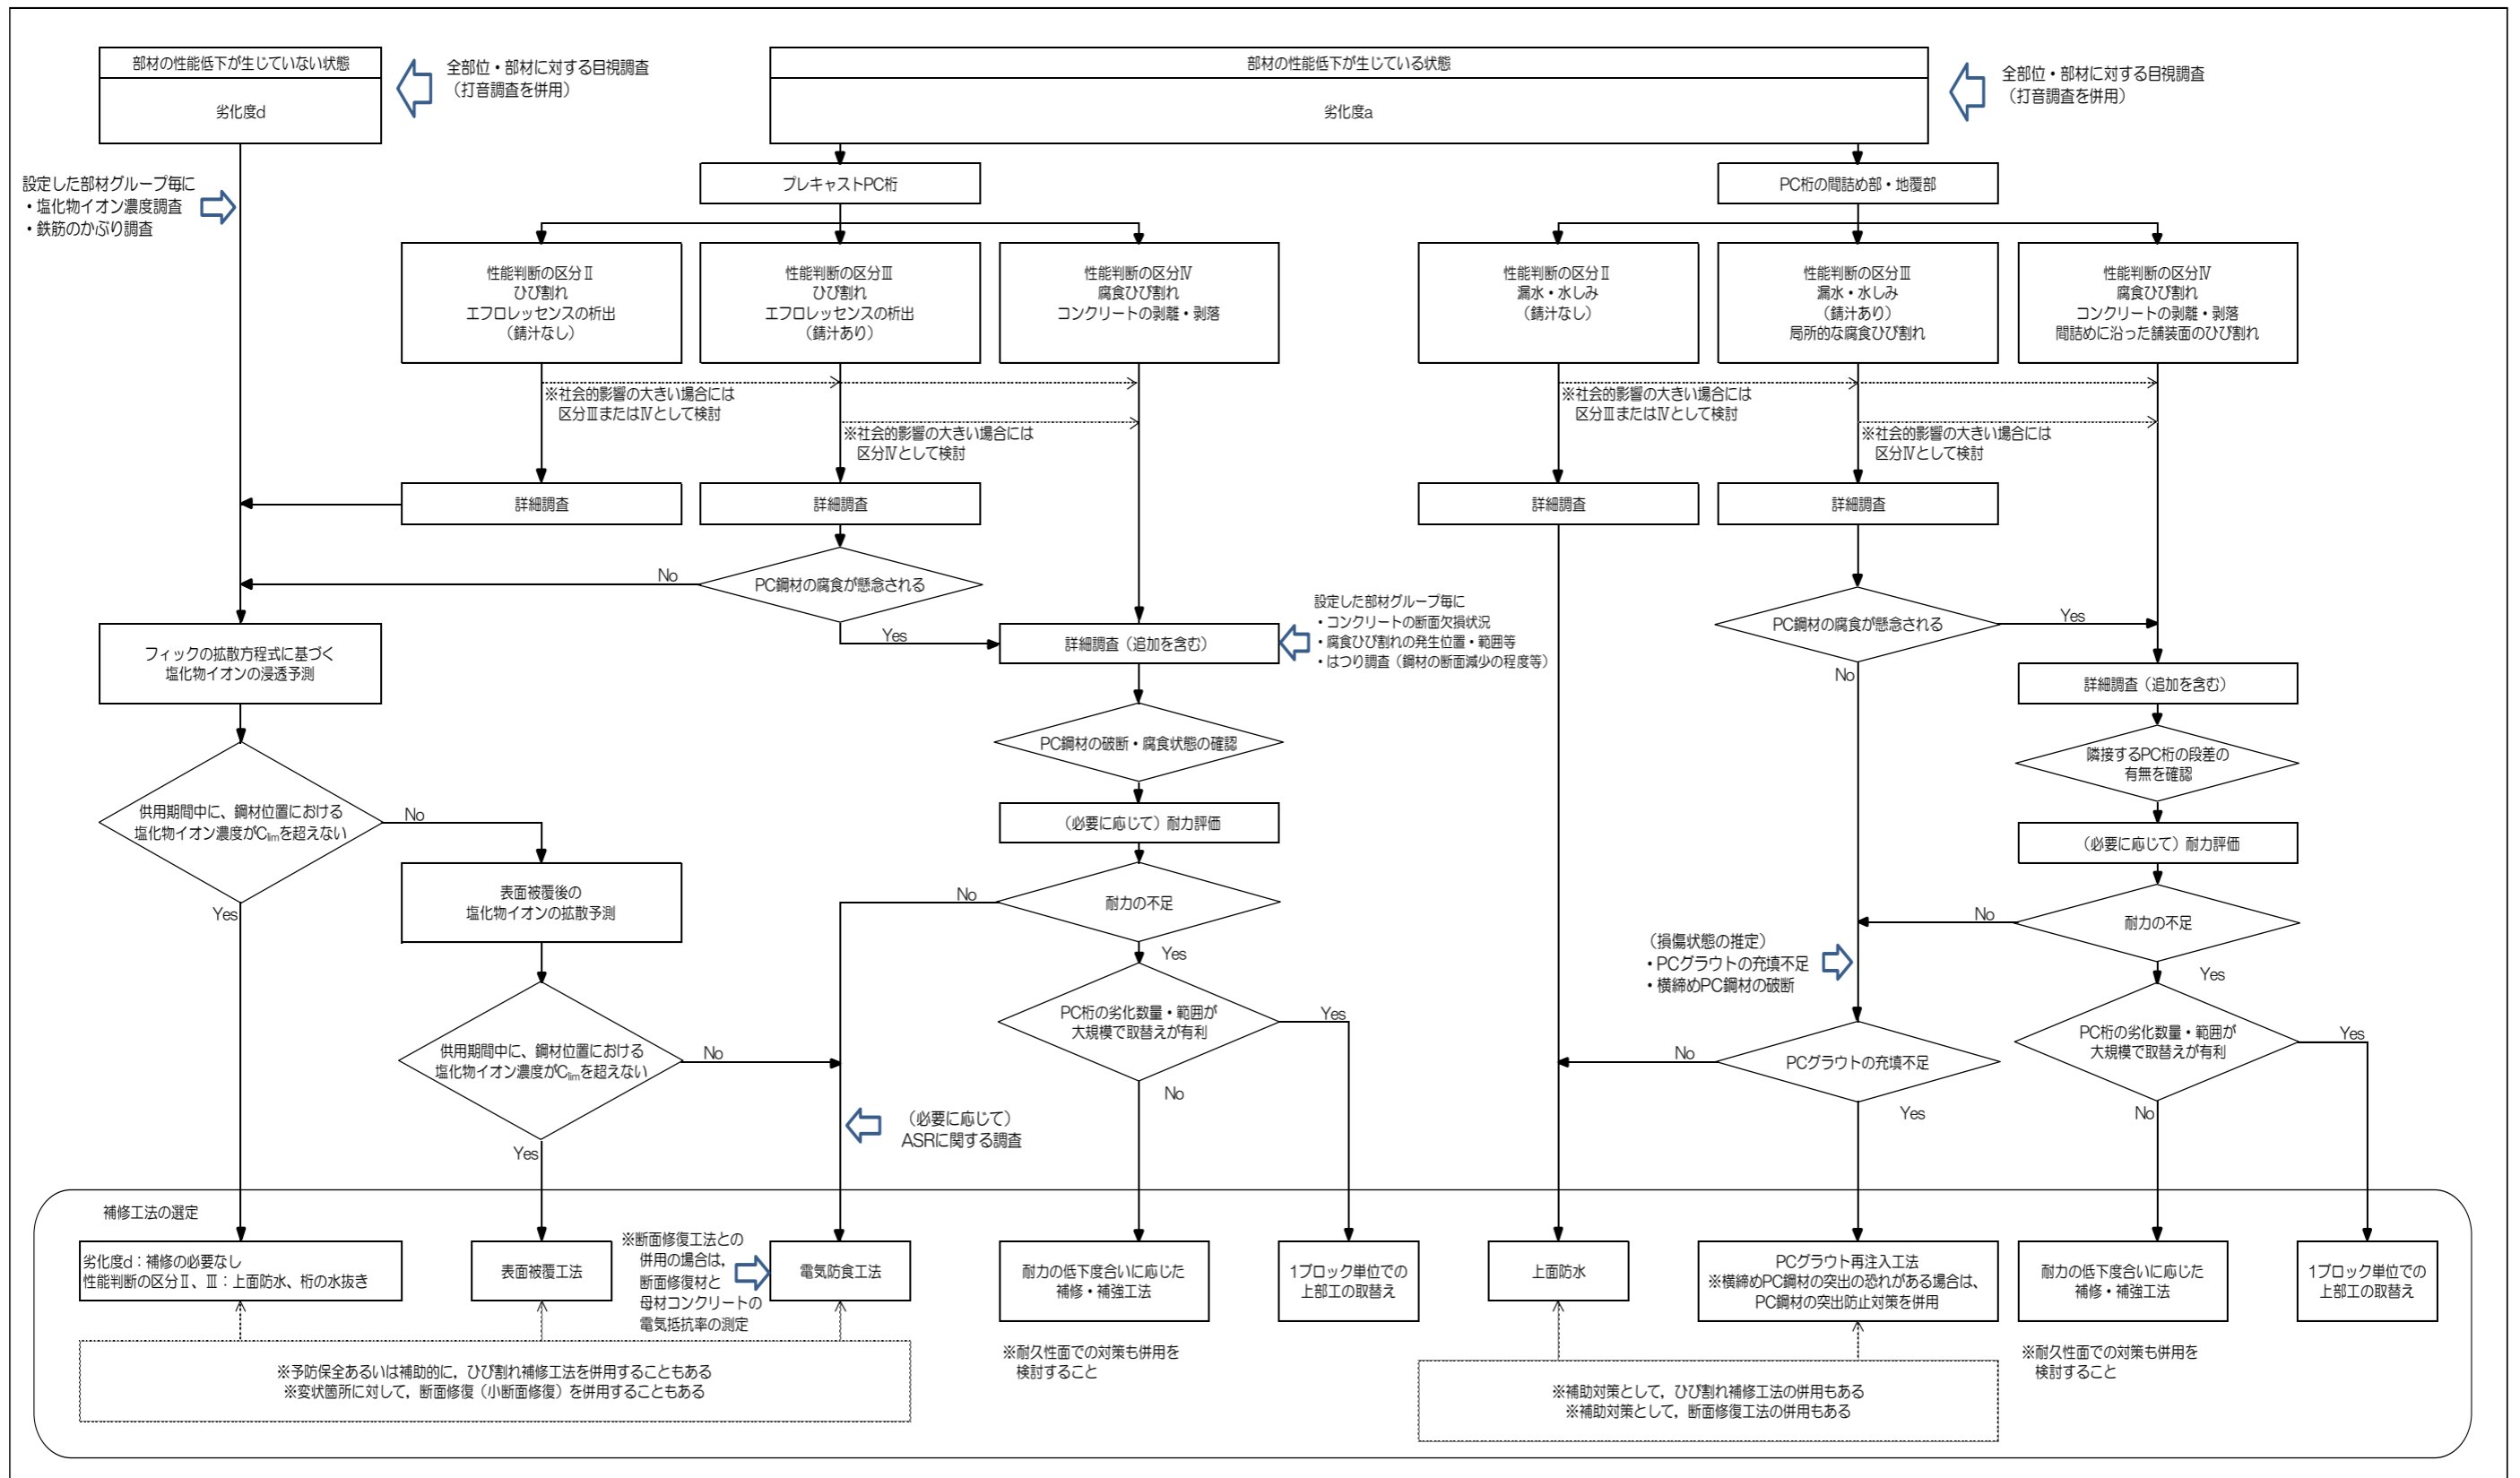 部材の性能低下が生じていない状態
劣化度d
全部位・部材に対する目視調査
（打音調査を併用）
部材の性能低下が生じている状態
劣化度a
全部位・部材に対する目視調査
（打音調査を併用）
設定した部材グループ毎に
・塩化物イオン濃度調査
・鉄筋のかぶり調査
プレキャストPC桁
PC桁の間詰め部・地覆部
性能判断の区分Ⅱ
ひび割れ
エフロレッセンスの析出
（錆汁なし）
性能判断の区分Ⅲ
ひび割れ
エフロレッセンスの析出
（錆汁あり）
性能判断の区分Ⅳ
腐食ひび割れ
コンクリートの剥離・剥落
性能判断の区分Ⅱ
漏水・水しみ
（錆汁なし）
性能判断の区分Ⅲ
漏水・水しみ
（錆汁あり）
局所的な腐食ひび割れ
性能判断の区分Ⅳ
腐食ひび割れ
コンクリートの剥離・剥落
間詰めに沿った舗装面のひび割れ
※社会的影響の大きい場合には
区分ⅢまたはⅣとして検討
※社会的影響の大きい場合には
区分Ⅳとして検討
※社会的影響の大きい場合には
区分ⅢまたはⅣとして検討
※社会的影響の大きい場合には
区分Ⅳとして検討
詳細調査
詳細調査
詳細調査
詳細調査
PC鋼材の腐食が懸念される
No
Yes
設定した部材グループ毎に
・コンクリートの断面欠損状況
・腐食ひび割れの発生位置・範囲等
・はつり調査（鋼材の断面減少の程度等）
PC鋼材の腐食が懸念される
Yes
No
フィックの拡散方程式に基づく
塩化物イオンの浸透予測
詳細調査（追加を含む）
詳細調査（追加を含む）
PC鋼材の破断・腐食状態の確認
隣接するPC桁の段差の
有無を確認
供用期間中に、鋼材位置における
塩化物イオン濃度がClimを超えない
No
Yes
（必要に応じて）耐力評価
（必要に応じて）耐力評価
表面被覆後の
塩化物イオンの拡散予測
耐力の不足
No
Yes
耐力の不足
No
Yes
（損傷状態の推定）
・PCグラウトの充填不足
・横締めPC鋼材の破断
PC桁の劣化数量・範囲が
大規模で取替えが有利
Yes
No
PC桁の劣化数量・範囲が
大規模で取替えが有利
Yes
No
供用期間中に、鋼材位置における
塩化物イオン濃度がClimを超えない
No
Yes
PCグラウトの充填不足
No
Yes
（必要に応じて）
ASRに関する調査
補修工法の選定
劣化度d：補修の必要なし
性能判断の区分Ⅱ、Ⅲ：上面防水、桁の水抜き
表面被覆工法
※断面修復工法との
併用の場合は，
断面修復材と
母材コンクリートの
電気抵抗率の測定
電気防食工法
耐力の低下度合いに応じた
補修・補強工法
1ブロック単位での
上部工の取替え
上面防水
PCグラウト再注入工法
※横締めPC鋼材の突出の恐れがある場合は、
PC鋼材の突出防止対策を併用
耐力の低下度合いに応じた
補修・補強工法
1ブロック単位での
上部工の取替え
※予防保全あるいは補助的に，ひび割れ補修工法を併用することもある
※変状箇所に対して，断面修復（小断面修復）を併用することもある
※耐久性面での対策も併用を
検討すること
※補助対策として，ひび割れ補修工法の併用もある
※補助対策として，断面修復工法の併用もある
※耐久性面での対策も併用を
検討すること